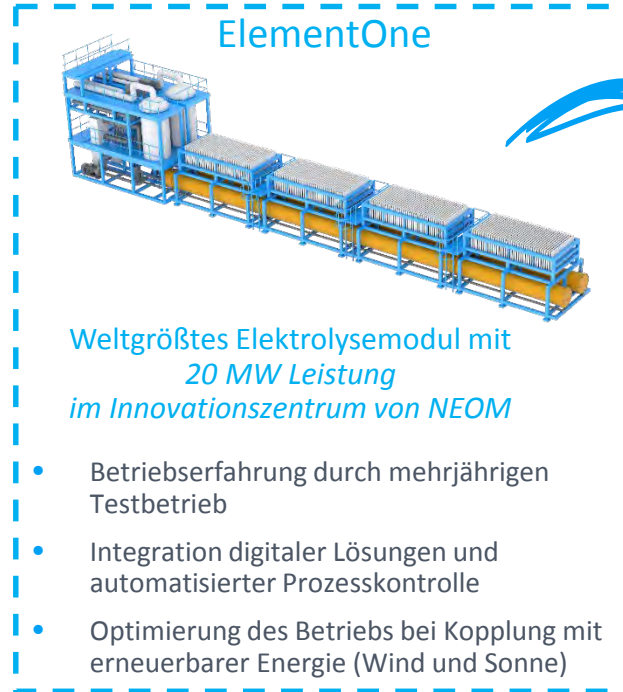 ElementOne
Weltgrößtes Elektrolysemodul mit
20 MW Leistung
im Innovationszentrum von NEOM
• Betriebserfahrung durch mehrjährigen
Testbetrieb
• Integration digitaler Lösungen und
automatisierter Prozesskontrolle
• Optimierung des Betriebs bei Kopplung mit
erneuerbarer Energie (Wind und Sonne)